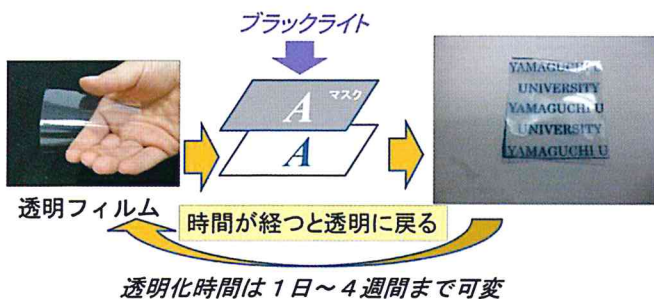 ブラックライト
マスク
A
A
YAMAGUCHI U
UNIVERSITY
YAMAGUCHI U
UNIVERSITY
YAMAGUCHI U
透明フィルム
時間が経つと透明に戻る
透明化時間は1日~4週間まで可変